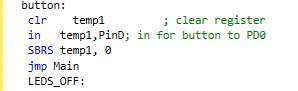 button:
clr temp1 ; clear register
in temp1,PinD; in for button to PD0
SBRS temp1, 0
jmp Main
LEDS_OFF: